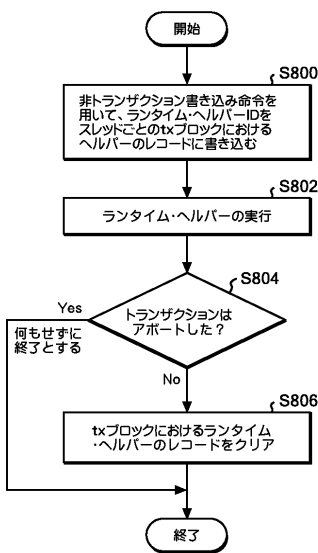 開始
S800
非トランザクション書き込み命令を
用いて、ランタイム・ヘルパーIDを
スレッドごとのtxブロックにおける
ヘルパーのレコードに書き込む
S802
ランタイム・ヘルパーの実行
S804
トランザクションは
アボートした？
Yes
何もせずに
終了とする
No
S806
txブロックにおけるランタイム
・ヘルパーのレコードをクリア
終了